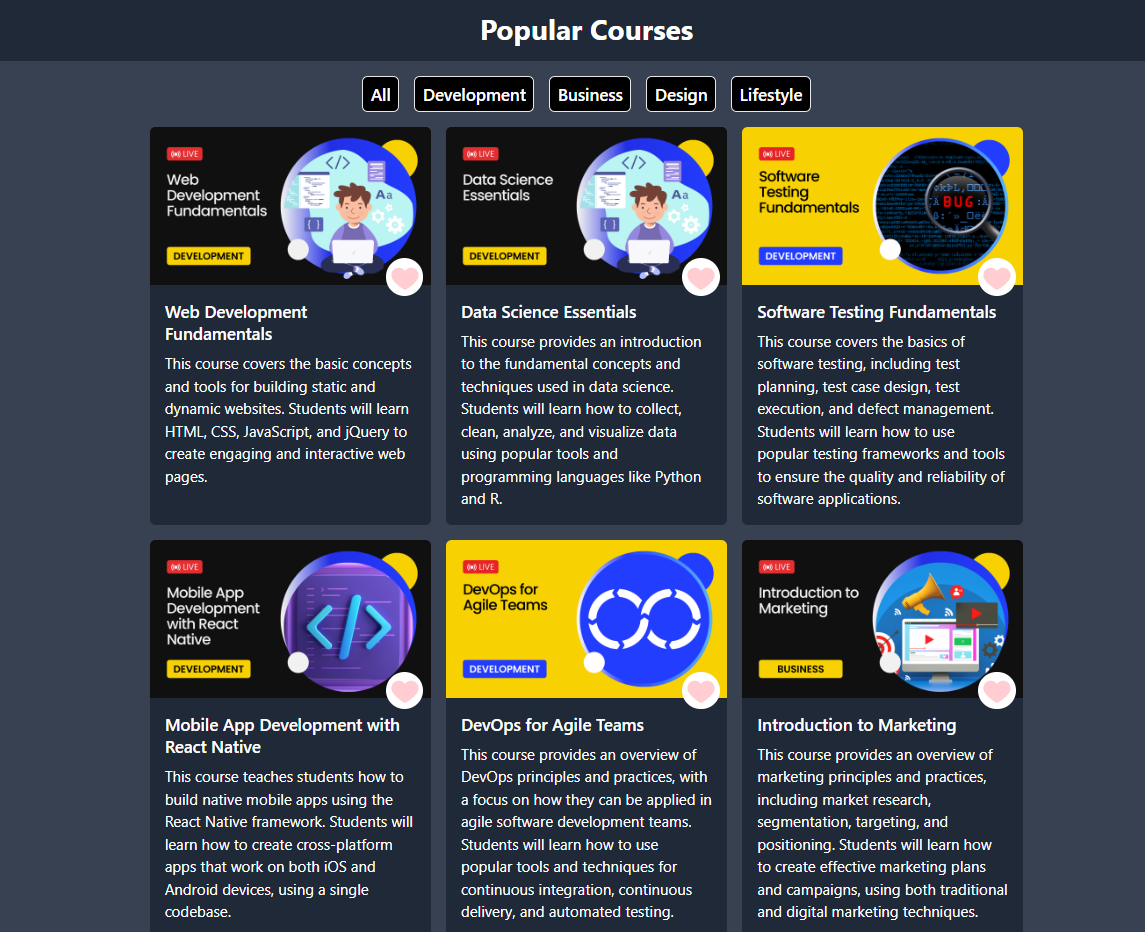 Popular Courses
All
Development
Business
Design
Lifestyle
LIVE
Web
Development
Fundamentals
DEVELOPMENT
Aa
Web Development
Fundamentals
This course covers the basic concepts
and tools for building static and
dynamic websites. Students will learn
HTML, CSS, JavaScript, and jQuery to
create engaging and interactive web
pages.
LIVE
Data Science
Essentials
DEVELOPMENT
Aa
Data Science Essentials
This course provides an introduction
to the fundamental concepts and
techniques used in data science.
Students will learn how to collect,
clean, analyze, and visualize data
using popular tools and
programming languages like Python
and R.
LIVE
Software
Testing
Fundamentals
DEVELOPMENT
BUG
Software Testing Fundamentals
This course covers the basics of
software testing, including test
planning, test case design, test
execution, and defect management.
Students will learn how to use
popular testing frameworks and tools
to ensure the quality and reliability of
software applications.
LIVE
Mobile App
Development
with React
Native
DEVELOPMENT
</>
Mobile App Development with
React Native
This course teaches students how to
build native mobile apps using the
React Native framework. Students will
learn how to create cross-platform
apps that work on both iOS and
Android devices, using a single
codebase.
LIVE
DevOps for
Agile Teams
DEVELOPMENT
DevOps for Agile Teams
This course provides an overview of
DevOps principles and practices, with
a focus on how they can be applied in
agile software development teams.
Students will learn how to use
popular tools and techniques for
continuous integration, continuous
delivery, and automated testing.
LIVE
Introduction to
Marketing
BUSINESS
Introduction to Marketing
This course provides an overview of
marketing principles and practices,
including market research,
segmentation, targeting, and
positioning. Students will learn how
to create effective marketing plans
and campaigns, using both traditional
and digital marketing techniques.